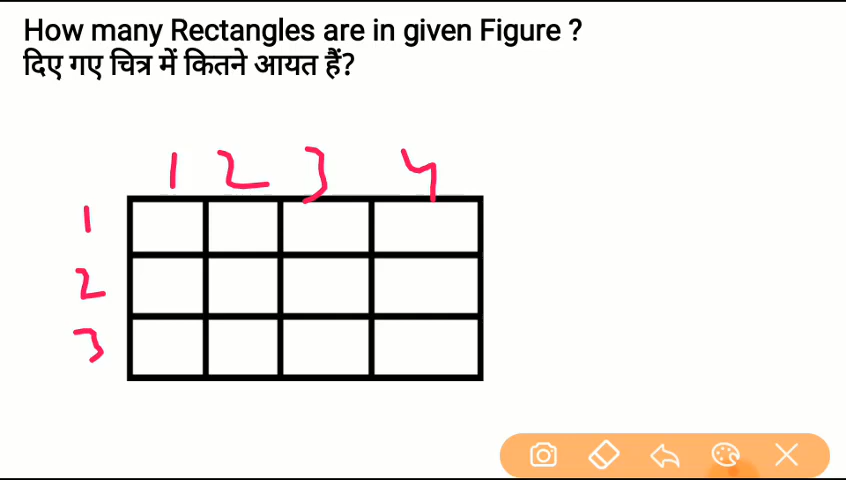 How many Rectangles are in given Figure ?
दिए गए चित्र में कितने आयत हैं?
1 2 3 4
1
2
3